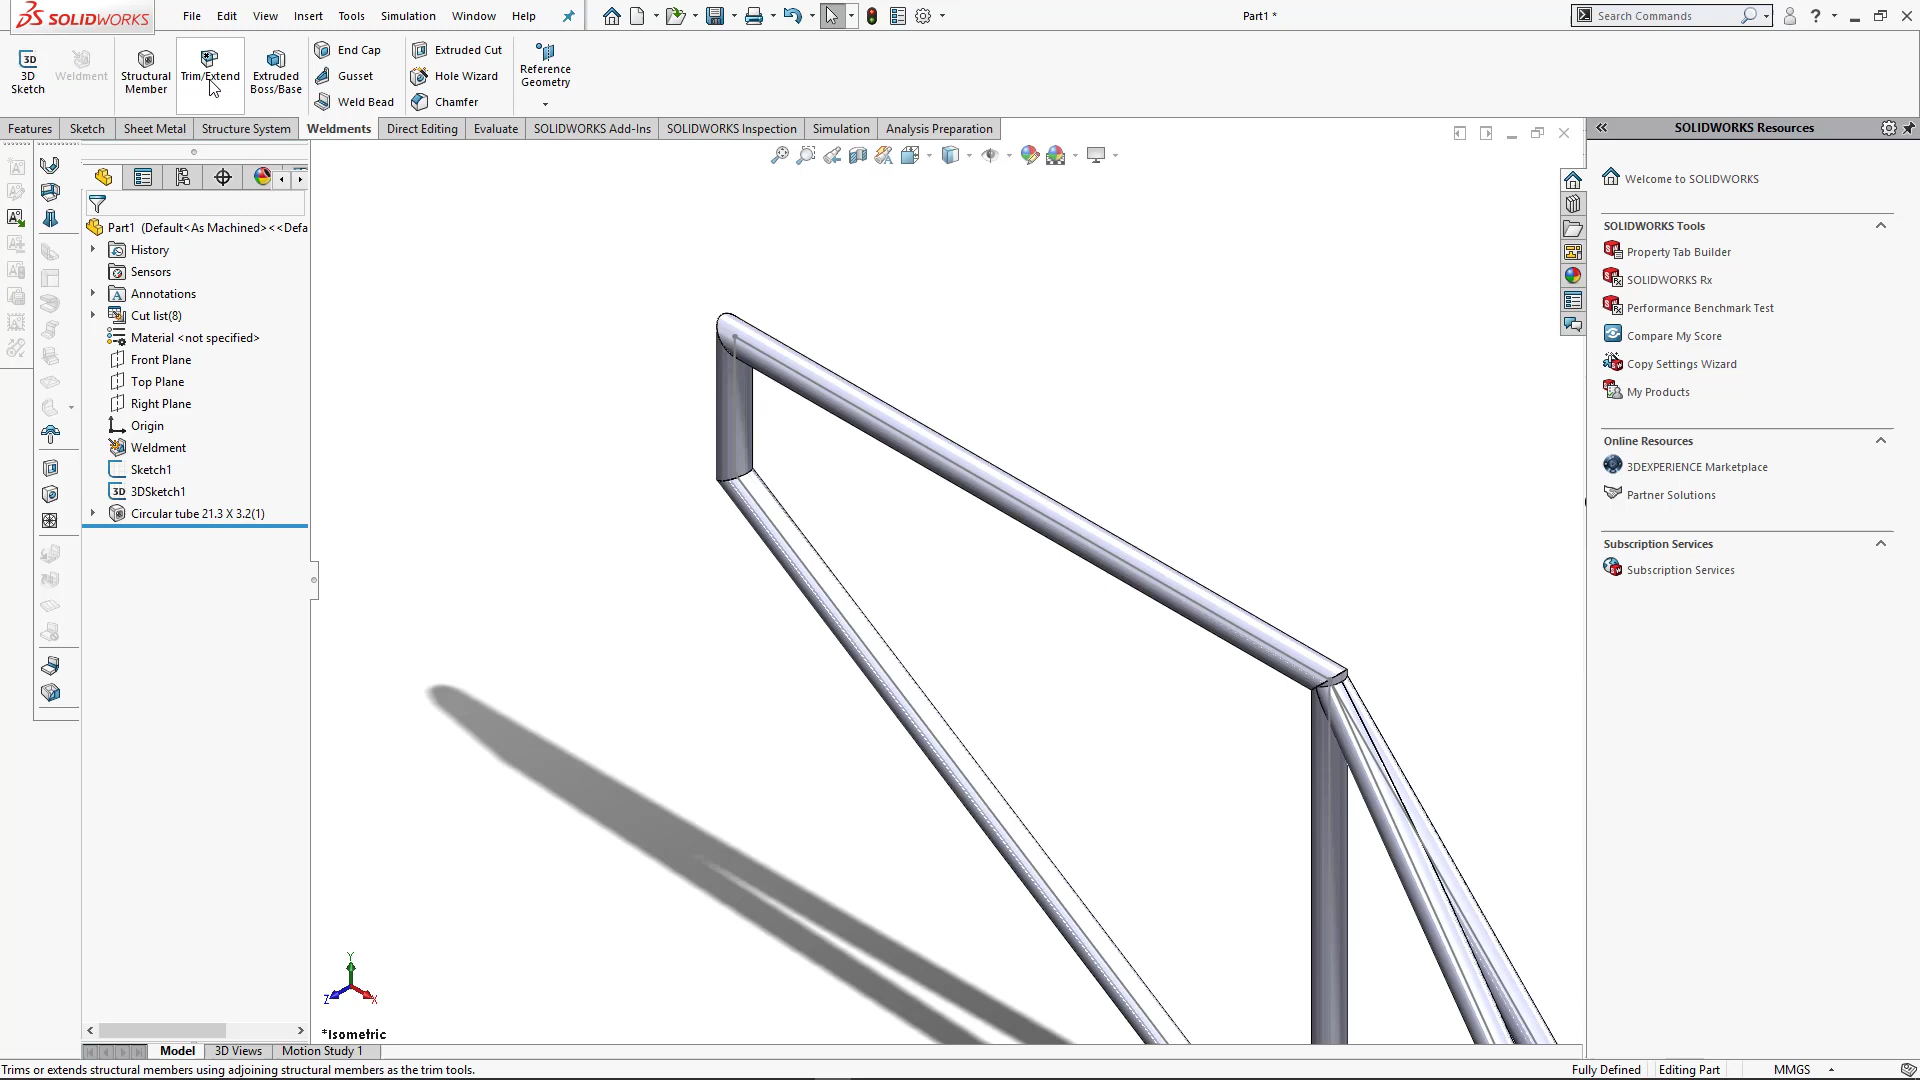 SOLIDWORKS
File Edit View Insert Tools Simulation Window Help
Part1 *
Search Commands
3D Sketch
Weldment
Structural Member
Trim/Extend
Extruded Boss/Base
End Cap
Gusset
Weld Bead
Extruded Cut
Hole Wizard
Chamfer
Reference Geometry
Features Sketch Sheet Metal Structure System Weldments Direct Editing Evaluate SOLIDWORKS Add-Ins SOLIDWORKS Inspection Simulation Analysis Preparation
Part1 (Default<As Machined><<Defa
History
Sensors
Annotations
Cut list(8)
Material <not specified>
Front Plane
Top Plane
Right Plane
Origin
Weldment
Sketch1
3D 3DSketch1
Circular tube 21.3 X 3.2(1)
Y
Z
X
*Isometric
SOLIDWORKS Resources
Welcome to SOLIDWORKS
SOLIDWORKS Tools
Property Tab Builder
SOLIDWORKS Rx
Performance Benchmark Test
Compare My Score
Copy Settings Wizard
My Products
Online Resources
3DEXPERIENCE Marketplace
Partner Solutions
Subscription Services
Subscription Services
Model 3D Views Motion Study 1
Trims or extends structural members using adjoining structural members as the trim tools.
Fully Defined Editing Part MMGS